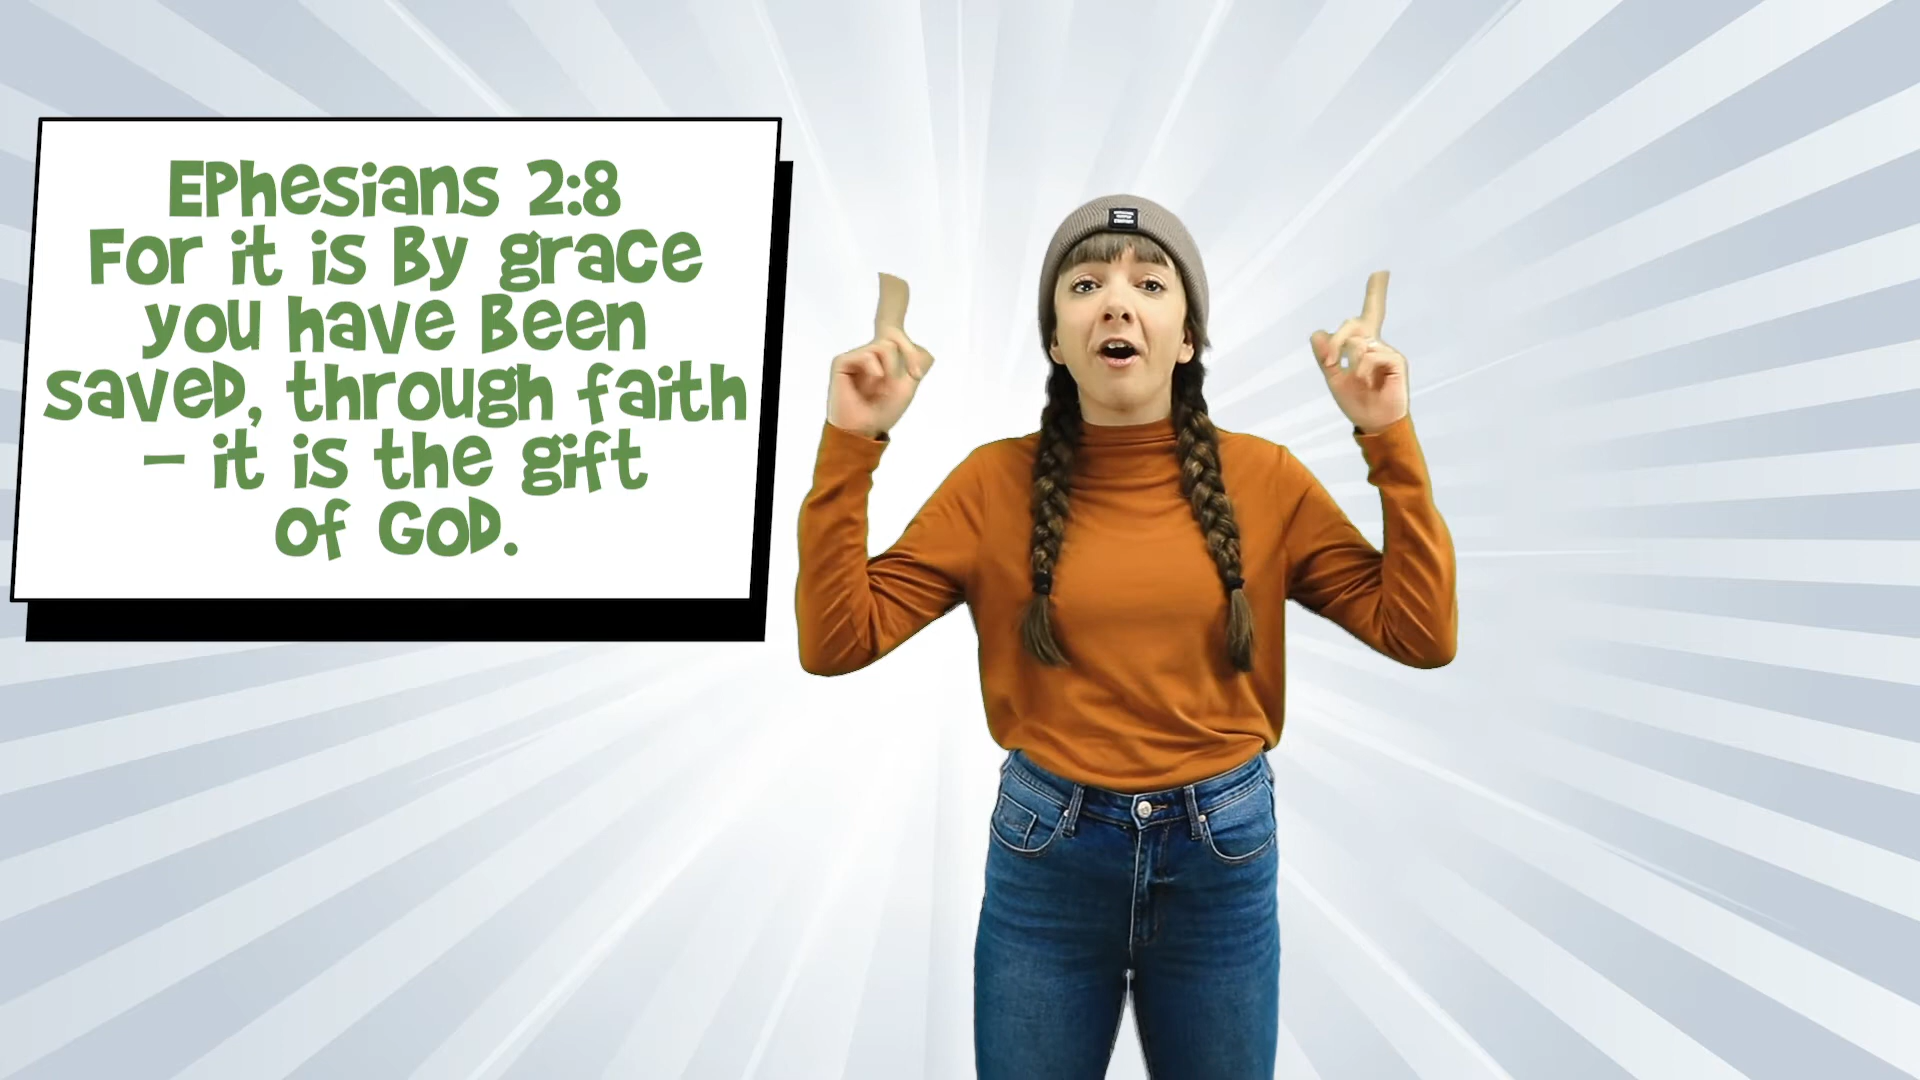 Ephesians 2:8
For it is By grace
you have Been
saved, through faith
– it is the gift
of God.